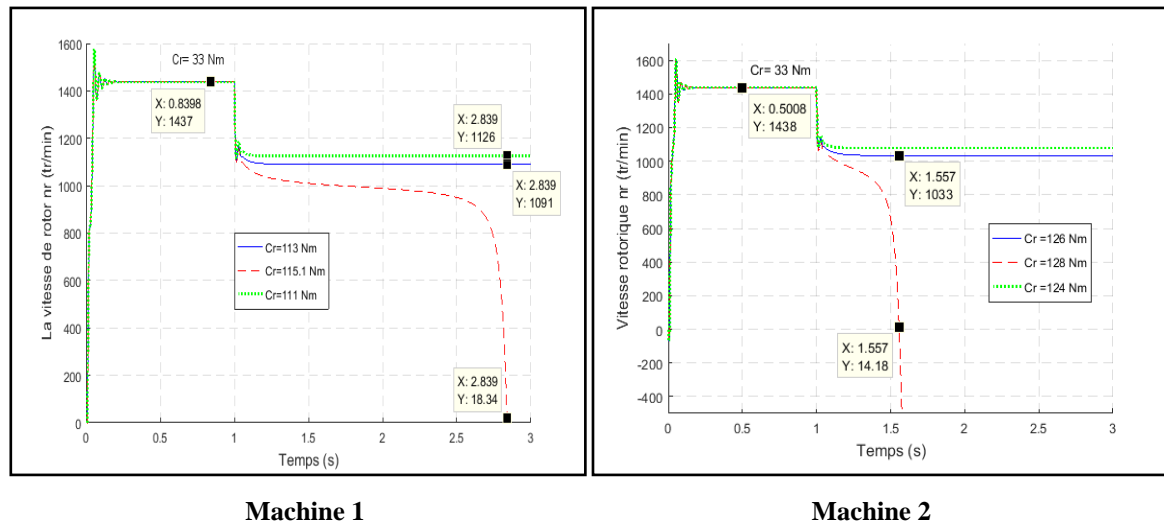 La vitesse de rotor nr (tr/min)
1600
1400
1200
1000
800
600
400
200
0
Cr= 33 Nm
X: 0.8398
Y: 1437
X: 2.839
Y: 1126
X: 2.839
Y: 1091
Cr=113 Nm
Cr=115.1 Nm
Cr=111 Nm
X: 2.839
Y: 18.34
0 0.5 1 1.5 2 2.5 3
Temps (s)
Machine 1
Vitesse rotorique nr (tr/min)
1600
1400
1200
1000
800
600
400
200
0
-200
-400
Cr= 33 Nm
X: 0.5008
Y: 1438
X: 1.557
Y: 1033
Cr =126 Nm
Cr =128 Nm
Cr =124 Nm
X: 1.557
Y: 14.18
0 0.5 1 1.5 2 2.5 3
Temps (s)
Machine 2